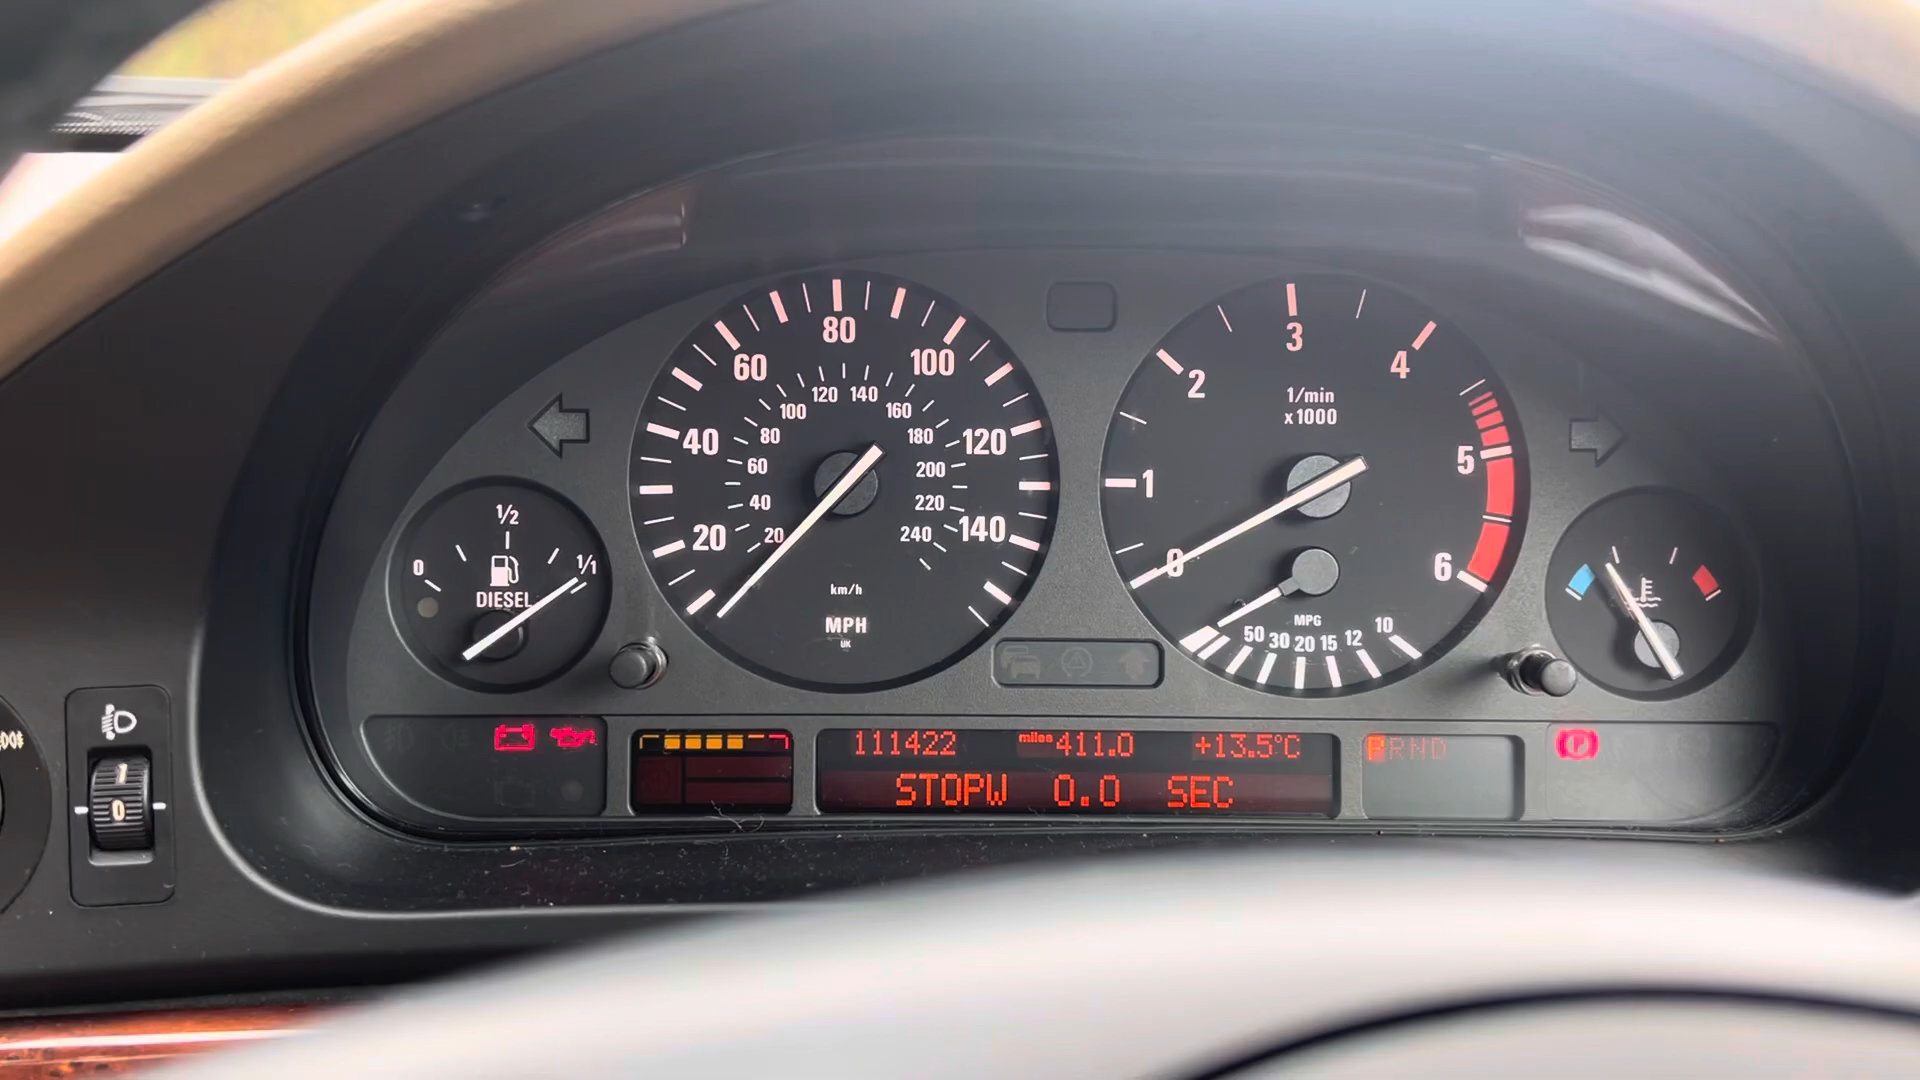 80
60
100
40
120
20
140
120 140
100
160
80
180
60
200
40
220
20
240
km/h
MPH
UK
3
2
4
1/min
x1000
1
5
0
6
MPG
50 30 20 15 12 10
1/2
0
1/1
DIESEL
1
0
111422 miles 411.0 +13.5°C
STOPW 0.0 SEC
PRND
P